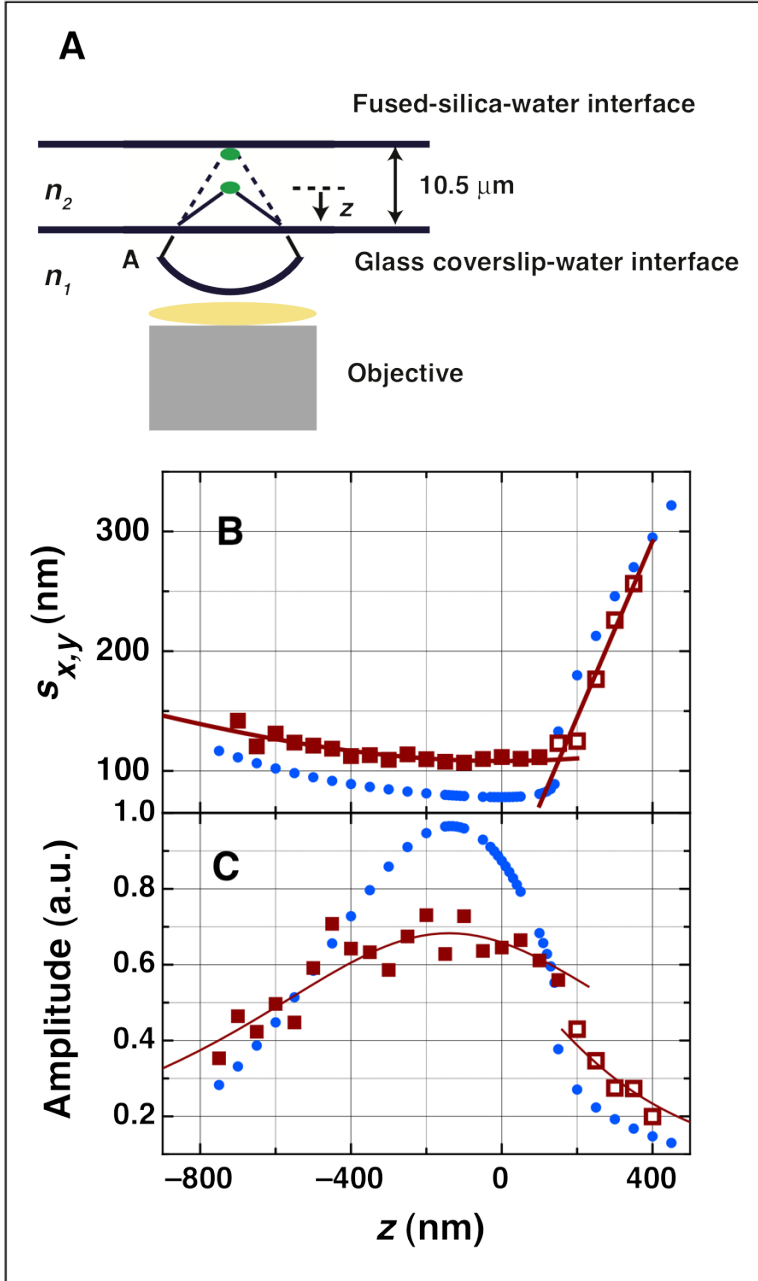 A
Fused-silica-water interface
n2
10.5 μm
z
A
Glass coverslip-water interface
n1
Objective
B
300
200
100
sx,y (nm)
1.0
C
0.8
0.6
0.4
0.2
Amplitude (a.u.)
−800
−400
0
400
z (nm)